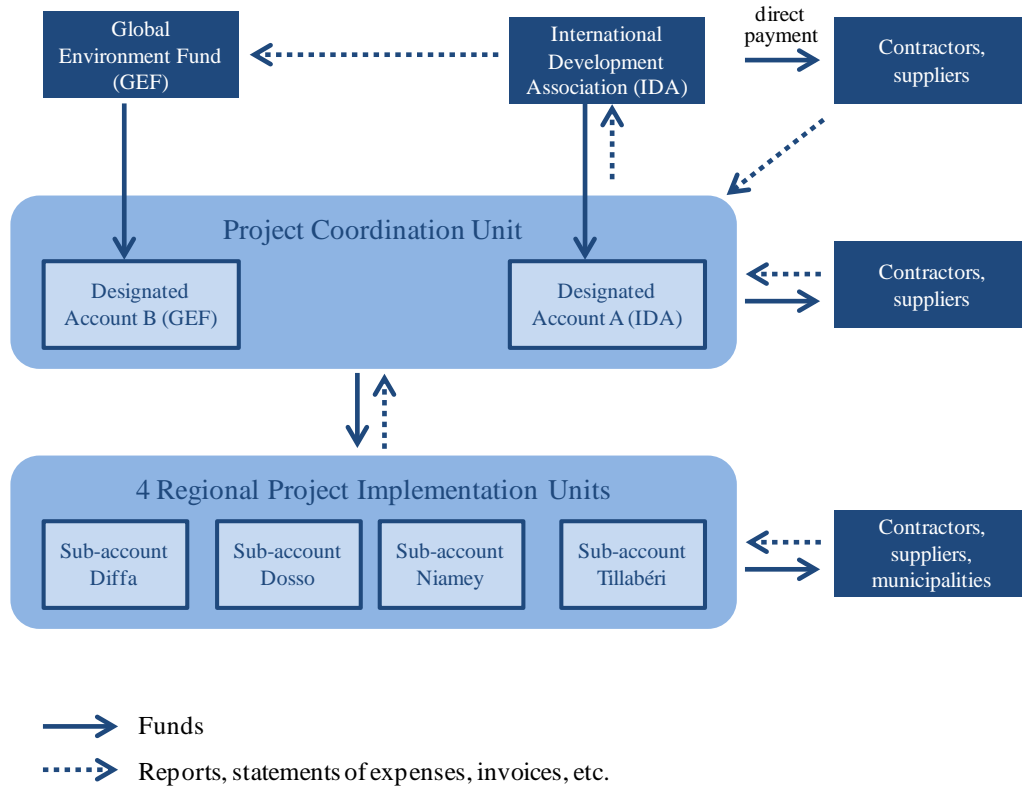 Global
Environment Fund
(GEF)
International
Development
Association (IDA)
direct
payment
Contractors,
suppliers
Project Coordination Unit
Designated
Account B (GEF)
Designated
Account A (IDA)
Contractors,
suppliers
4 Regional Project Implementation Units
Sub-account
Diffa
Sub-account
Dosso
Sub-account
Niamey
Sub-account
Tillabéri
Contractors,
suppliers,
municipalities
Funds
Reports, statements of expenses, invoices, etc.